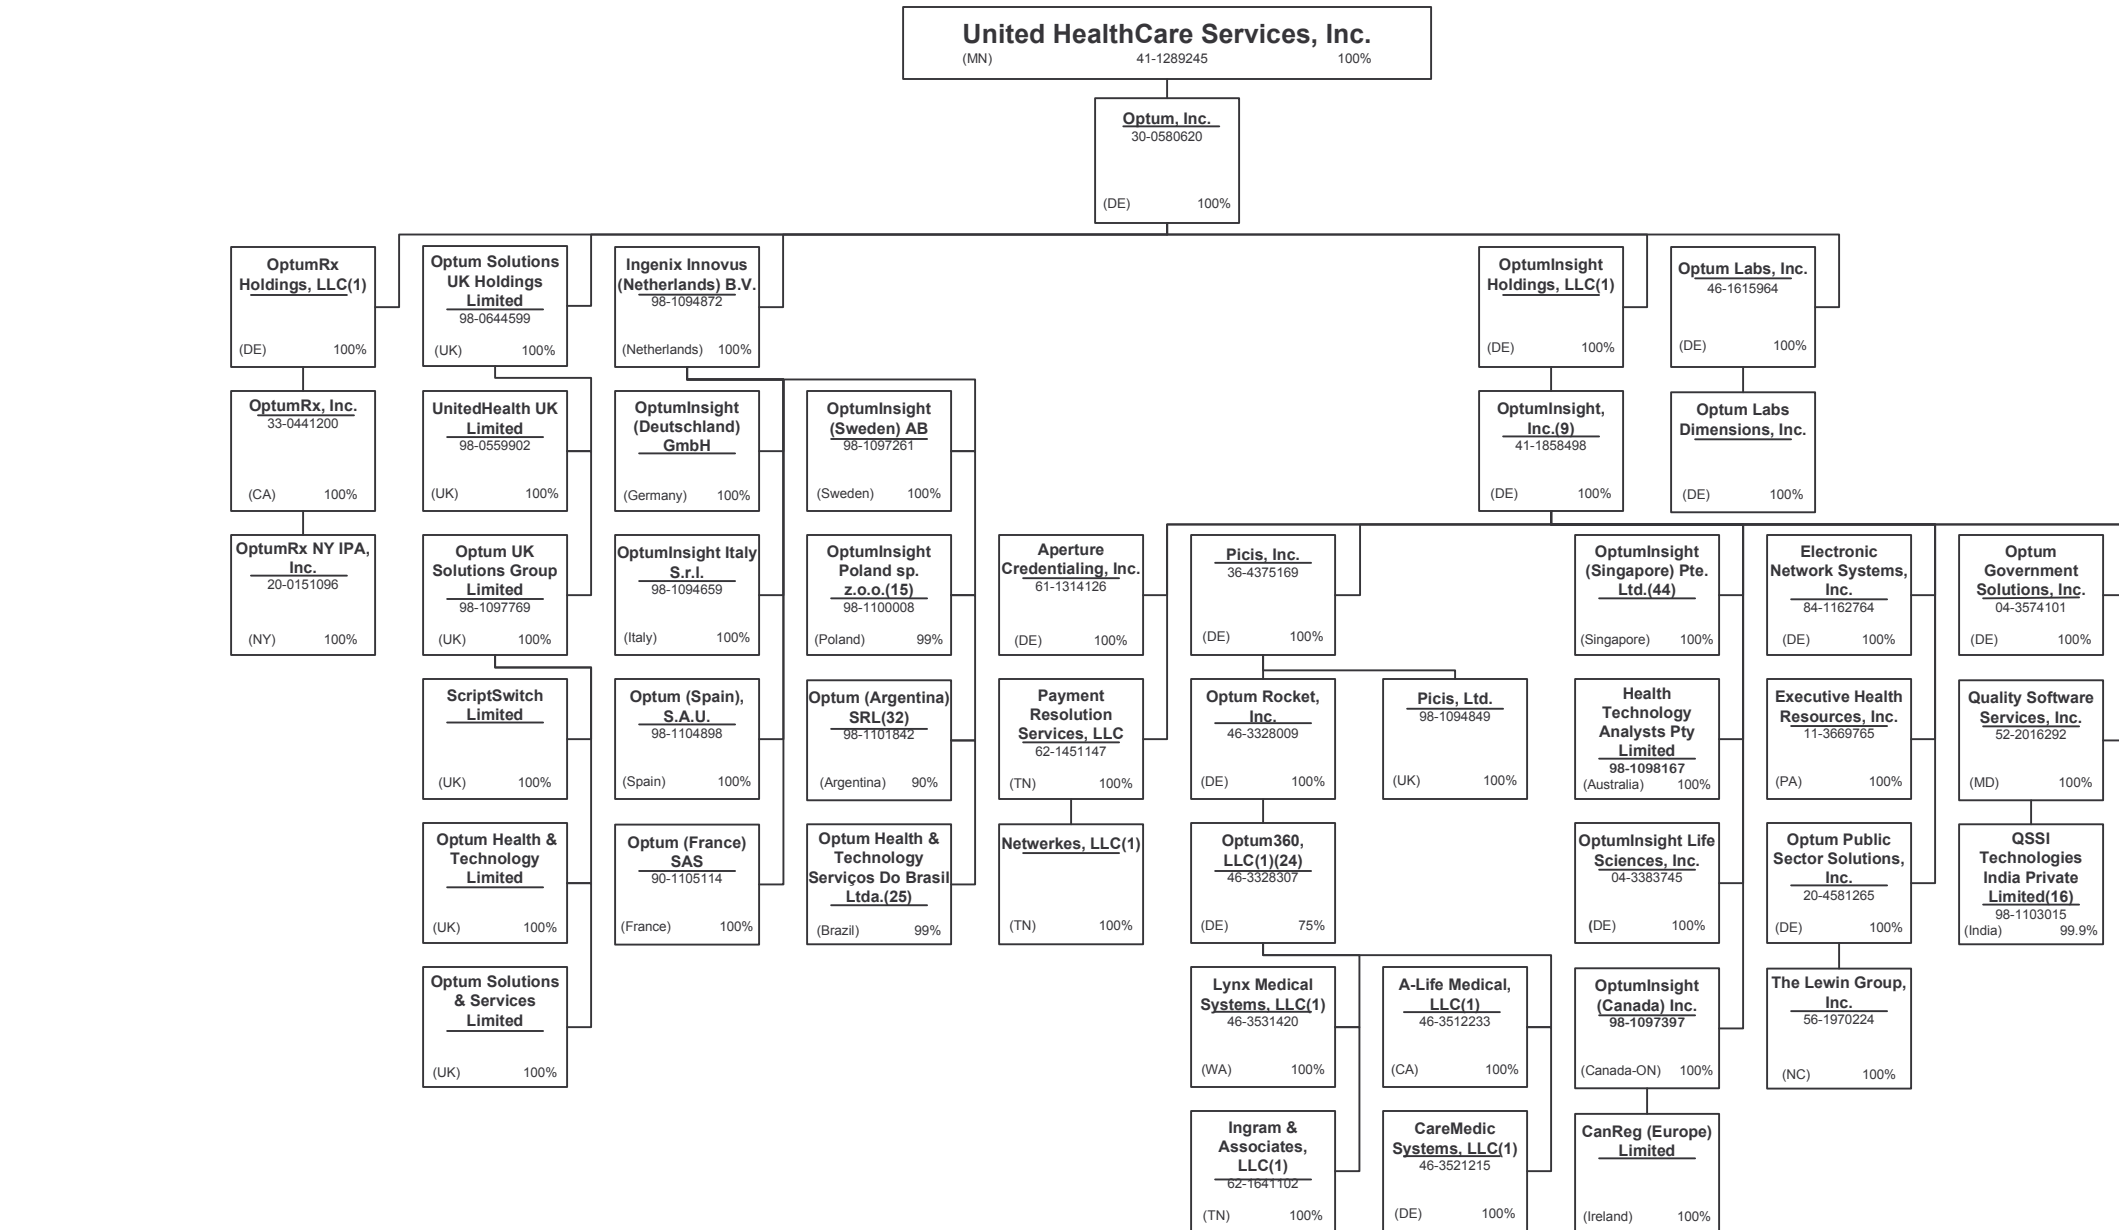 United HealthCare Services, Inc.
(MN) 41-1289245 100%
Optum, Inc.
30-0580620
(DE) 100%
OptumRx
Holdings, LLC(1)
(DE) 100%
Optum Solutions
UK Holdings
Limited
98-0644599
(UK) 100%
Ingenix Innovus
(Netherlands) B.V.
98-1094872
(Netherlands) 100%
OptumInsight
Holdings, LLC(1)
(DE) 100%
Optum Labs, Inc.
46-1615964
(DE) 100%
OptumRx, Inc.
33-0441200
(CA) 100%
UnitedHealth UK
Limited
98-0559902
(UK) 100%
OptumInsight
(Deutschland)
GmbH
(Germany) 100%
OptumInsight
(Sweden) AB
98-1097261
(Sweden) 100%
OptumInsight,
Inc.(9)
41-1858498
(DE) 100%
Optum Labs
Dimensions, Inc.
(DE) 100%
OptumRx NY IPA,
Inc.
20-0151096
(NY) 100%
Optum UK
Solutions Group
Limited
98-1097769
(UK) 100%
OptumInsight Italy
S.r.l.
98-1094659
(Italy) 100%
OptumInsight
Poland sp.
z.o.o.(15)
98-1100008
(Poland) 99%
Aperture
Credentialing, Inc.
61-1314126
(DE) 100%
Picis, Inc.
36-4375169
(DE) 100%
OptumInsight
(Singapore) Pte.
Ltd.(44)
(Singapore) 100%
Electronic
Network Systems,
Inc.
84-1162764
(DE) 100%
Optum
Government
Solutions, Inc.
04-3574101
(DE) 100%
ScriptSwitch
Limited
(UK) 100%
Optum (Spain),
S.A.U.
98-1104898
(Spain) 100%
Optum (Argentina)
SRL(32)
98-1101842
(Argentina) 90%
Payment
Resolution
Services, LLC
62-1451147
(TN) 100%
Optum Rocket,
Inc.
46-3328009
(DE) 100%
Picis, Ltd.
98-1094849
(UK) 100%
Health
Technology
Analysts Pty
Limited
98-1098167
(Australia) 100%
Executive Health
Resources, Inc.
11-3669765
(PA) 100%
Quality Software
Services, Inc.
52-2016292
(MD) 100%
Optum Health &
Technology
Limited
(UK) 100%
Optum (France)
SAS
90-1105114
(France) 100%
Optum Health &
Technology
Serviços Do Brasil
Ltda.(25)
(Brazil) 99%
Netwerkes, LLC(1)
(TN) 100%
Optum360,
LLC(1)(24)
46-3328307
(DE) 75%
OptumInsight Life
Sciences, Inc.
04-3383745
(DE) 100%
Optum Public
Sector Solutions,
Inc.
20-4581265
(DE) 100%
QSSI
Technologies
India Private
Limited(16)
98-1103015
(India) 99.9%
Optum Solutions
& Services
Limited
(UK) 100%
Lynx Medical
Systems, LLC(1)
46-3531420
(WA) 100%
A-Life Medical,
LLC(1)
46-3512233
(CA) 100%
OptumInsight
(Canada) Inc.
98-1097397
(Canada-ON) 100%
The Lewin Group,
Inc.
56-1970224
(NC) 100%
Ingram &
Associates,
LLC(1)
62-1641102
(TN) 100%
CareMedic
Systems, LLC(1)
46-3521215
(DE) 100%
CanReg (Europe)
Limited
(Ireland) 100%